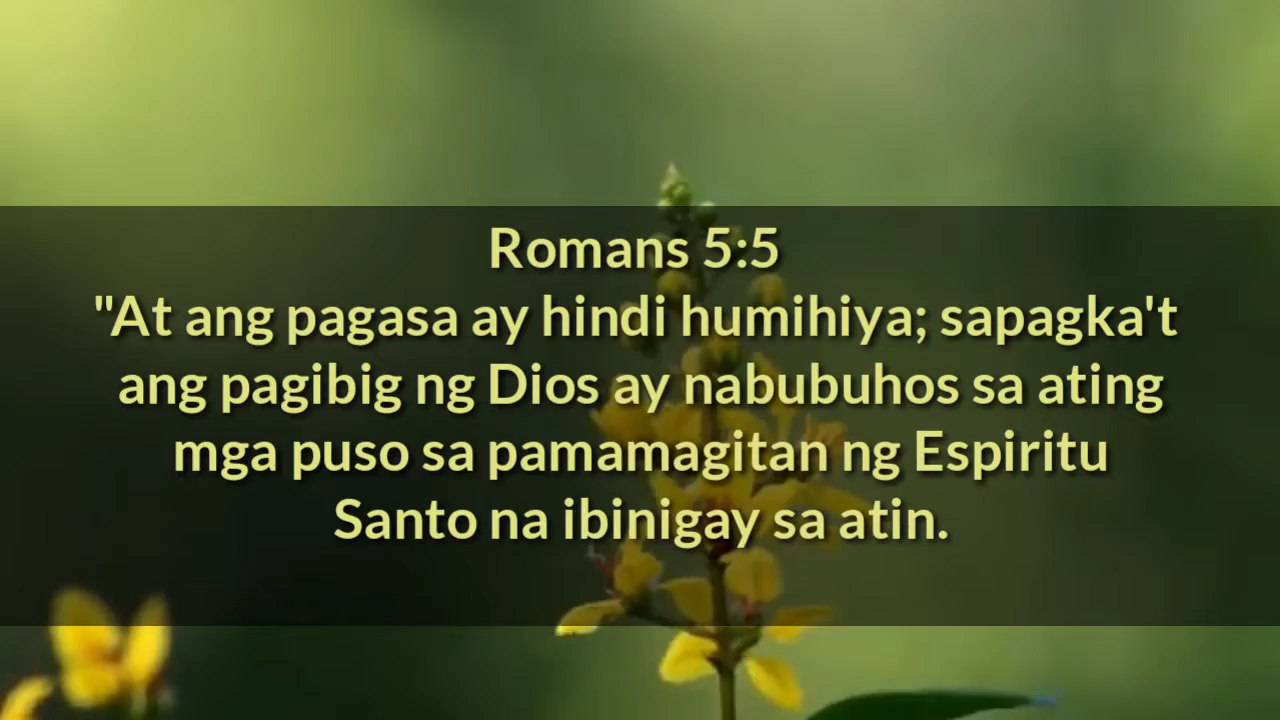 Romans 5:5
"At ang pagasa ay hindi humihiya; sapagka't
ang pagibig ng Dios ay nabubuhos sa ating
mga puso sa pamamagitan ng Espiritu
Santo na ibinigay sa atin.